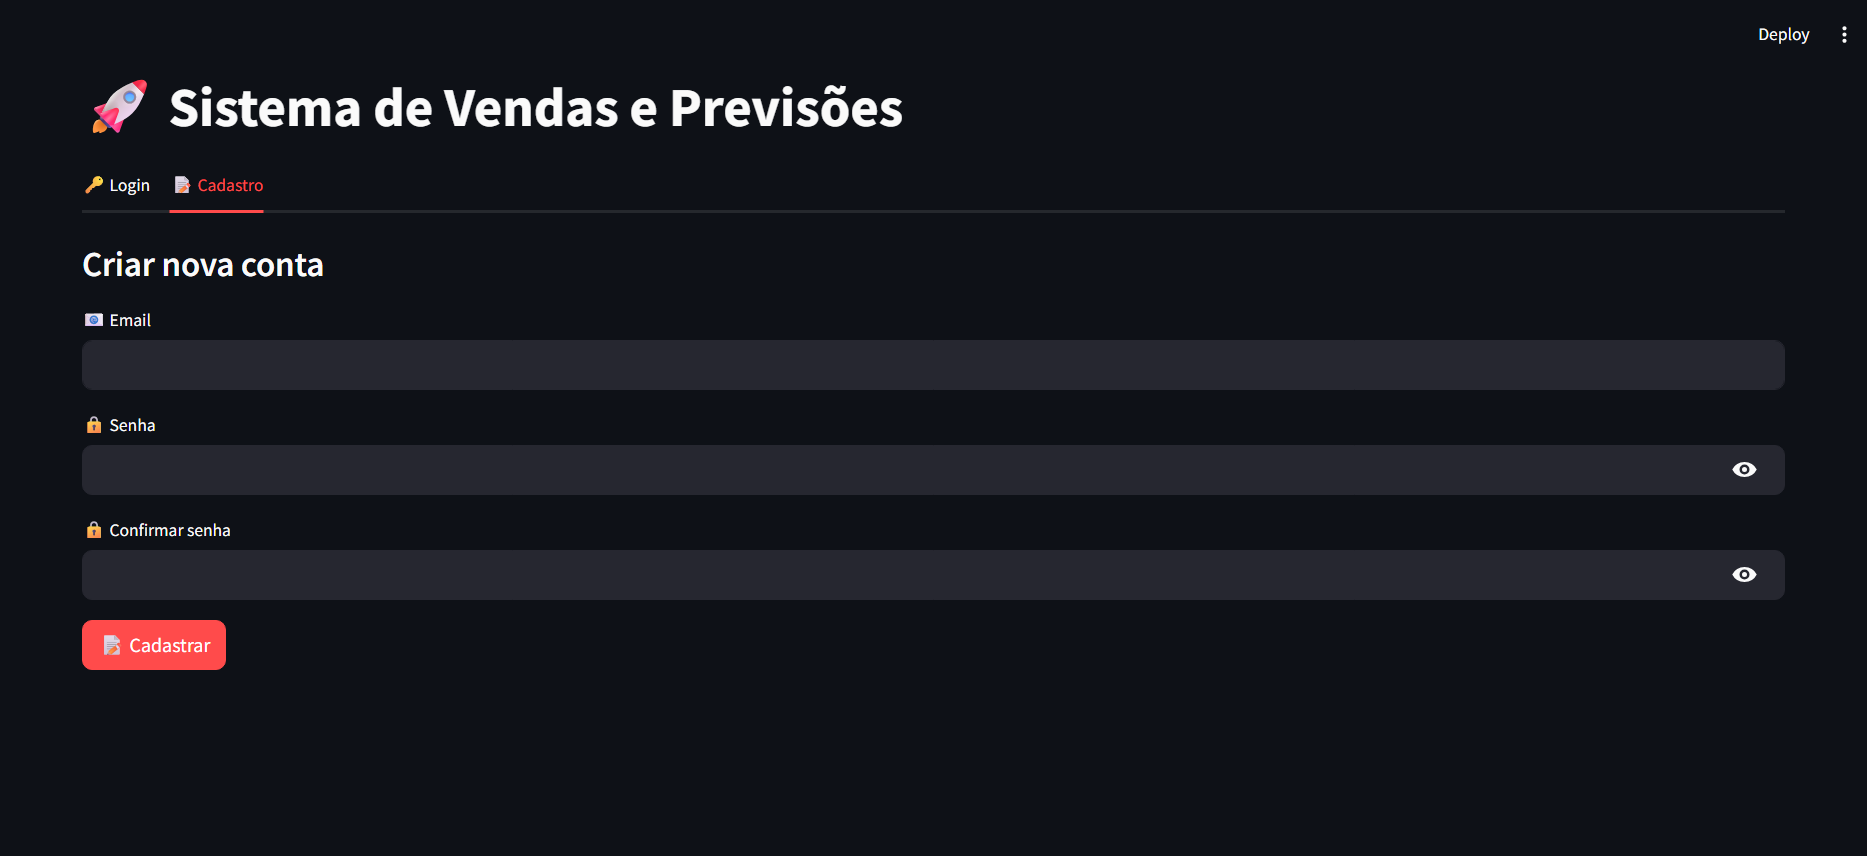 Deploy
Sistema de Vendas e Previsões
Login Cadastro
Criar nova conta
Email
Senha
Confirmar senha
Cadastrar